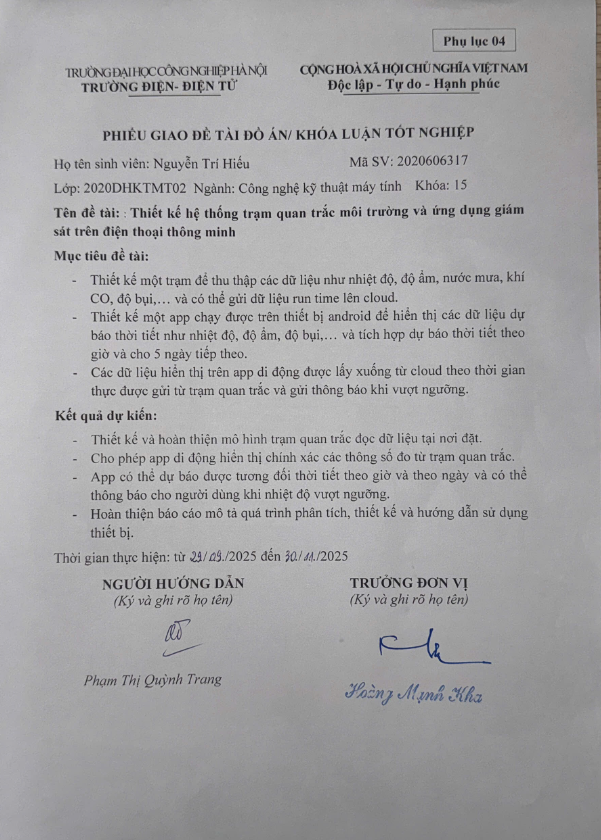 Phụ lục 04
TRƯỜNG ĐẠI HỌC CÔNG NGHIỆP HÀ NỘI
TRƯỜNG ĐIỆN- ĐIỆN TỬ
CỘNG HOÀ XÃ HỘI CHỦ NGHĨA VIỆT NAM
Độc lập - Tự do - Hạnh phúc
PHIẾU GIAO ĐỀ TÀI ĐỒ ÁN/ KHÓA LUẬN TỐT NGHIỆP
Họ tên sinh viên: Nguyễn Trí Hiếu Mã SV: 2020606317
Lớp: 2020DHKTMT02 Ngành: Công nghệ kỹ thuật máy tính Khóa: 15
Tên đề tài: : Thiết kế hệ thống trạm quan trắc môi trường và ứng dụng giám
sát trên điện thoại thông minh
Mục tiêu đề tài:
- Thiết kế một trạm để thu thập các dữ liệu như nhiệt độ, độ ẩm, nước mưa, khí
CO, độ bụi,… và có thể gửi dữ liệu run time lên cloud.
- Thiết kế một app chạy được trên thiết bị android để hiển thị các dữ liệu dự
báo thời tiết như nhiệt độ, độ ẩm, độ bụi,… và tích hợp dự báo thời tiết theo
giờ và cho 5 ngày tiếp theo.
- Các dữ liệu hiển thị trên app di động được lấy xuống từ cloud theo thời gian
thực được gửi từ trạm quan trắc và gửi thông báo khi vượt ngưỡng.
Kết quả dự kiến:
- Thiết kế và hoàn thiện mô hình trạm quan trắc đọc dữ liệu tại nơi đặt.
- Cho phép app di động hiển thị chính xác các thông số đo từ trạm quan trắc.
- App có thể dự báo được tương đối thời tiết theo giờ và theo ngày và có thể
thông báo cho người dùng khi nhiệt độ vượt ngưỡng.
- Hoàn thiện báo cáo mô tả quá trình phân tích, thiết kế và hướng dẫn sử dụng
thiết bị.
Thời gian thực hiện: từ 29/09/2025 đến 30/11/2025
NGƯỜI HƯỚNG DẪN
(Ký và ghi rõ họ tên)
Phạm Thị Quỳnh Trang
TRƯỞNG ĐƠN VỊ
(Ký và ghi rõ họ tên)
Hoàng Mạnh Kha